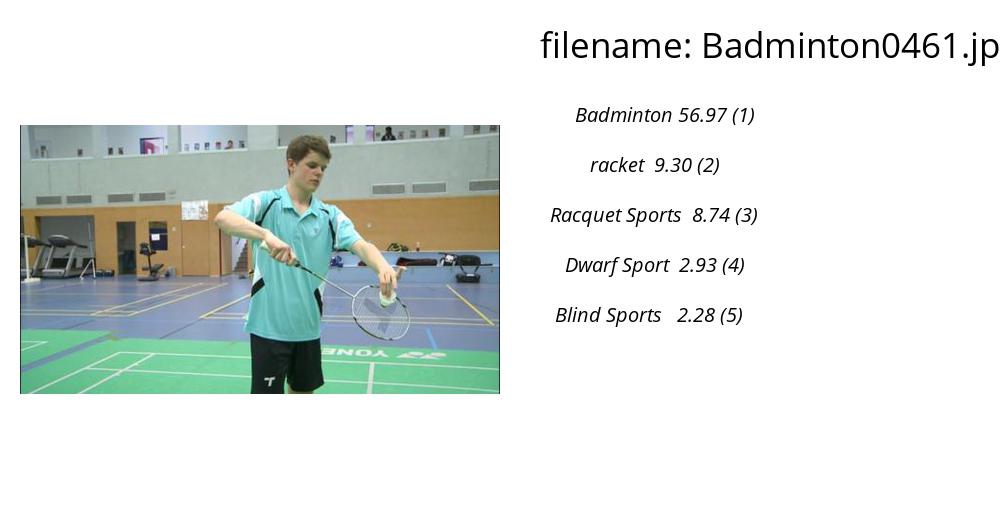 filename: Badminton0461.jp
Badminton 56.97 (1)
racket 9.30 (2)
Racquet Sports 8.74 (3)
Dwarf Sport 2.93 (4)
Blind Sports 2.28 (5)
YONEX